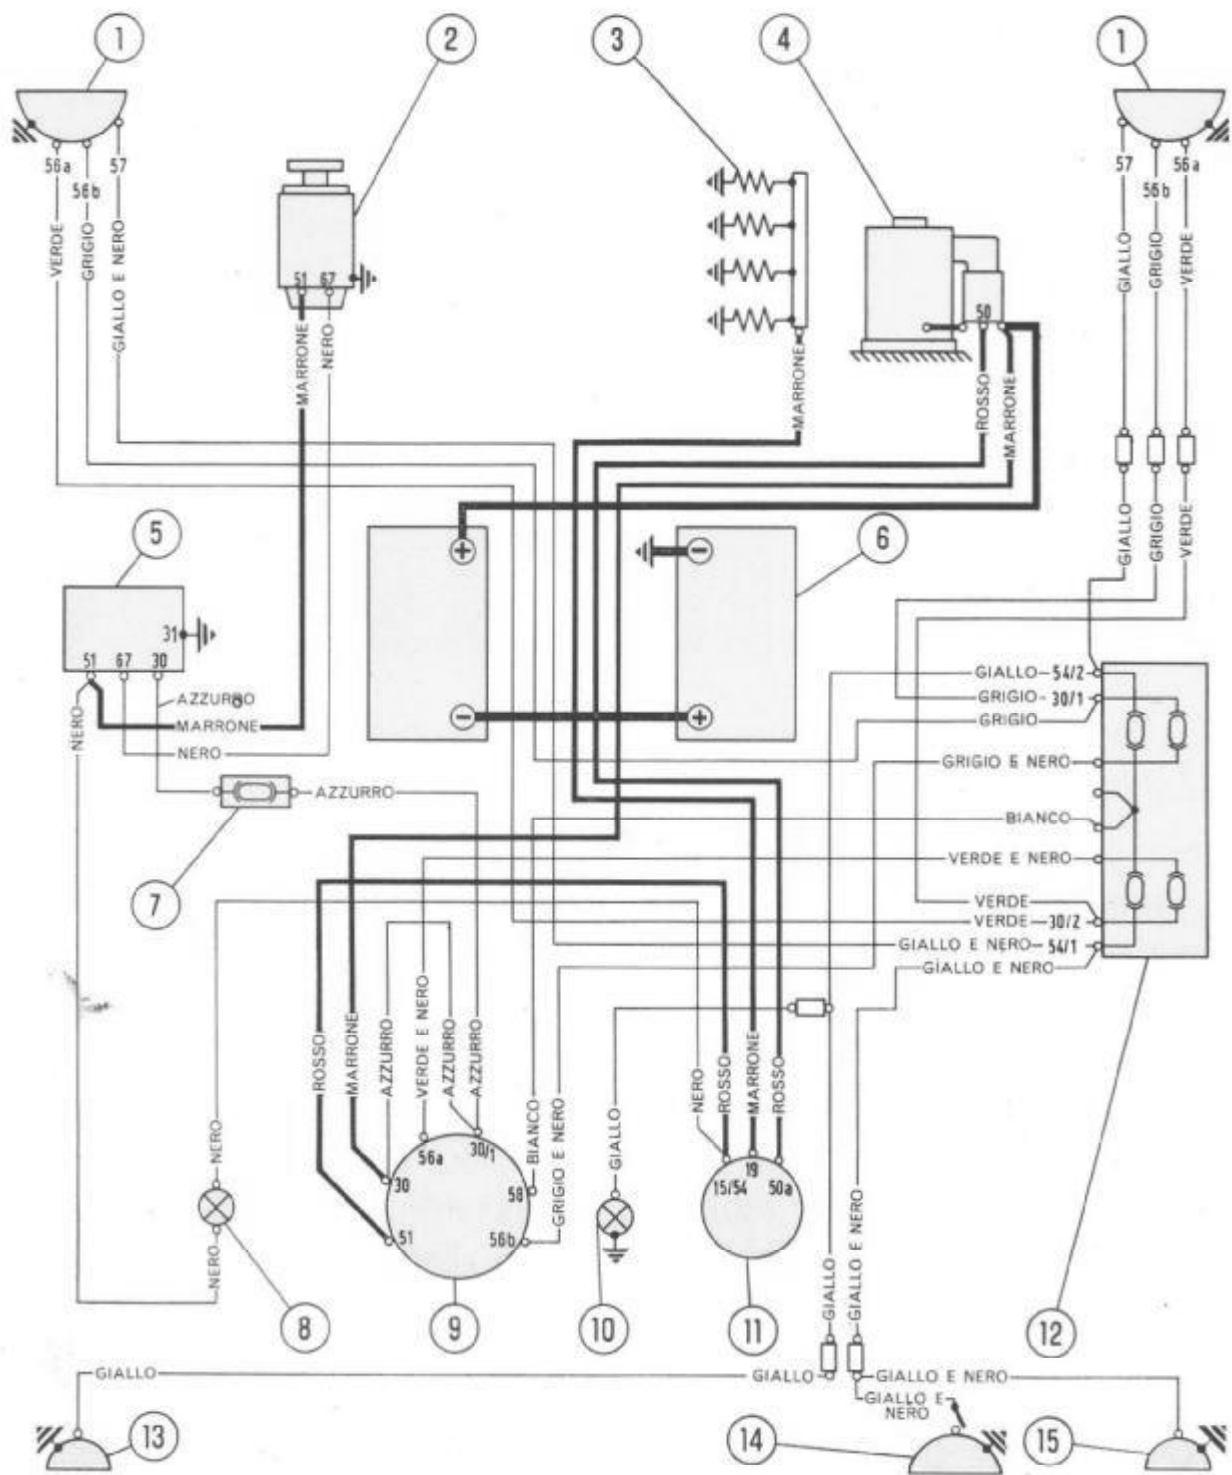 1
2
3
4
1
56a
56b
57
57
56b
56a
VERDE
GRIGIO
GIALLO E NERO
51
67
MARRONE
NERO
MARRONE
50
ROSSO
MARRONE
GIALLO
GRIGIO
VERDE
5
+
−
6
GIALLO
GRIGIO
VERDE
31
51
67
30
AZZURRO
MARRONE
NERO
NERO
−
+
GIALLO 54/2
GRIGIO 30/1
GRIGIO
GRIGIO E NERO
AZZURRO
BIANCO
7
VERDE E NERO
VERDE
VERDE 30/2
GIALLO E NERO 54/1
GIALLO E NERO
ROSSO
MARRONE
AZZURRO
VERDE E NERO
AZZURRO
AZZURRO
BIANCO
GRIGIO E NERO
GIALLO
NERO
ROSSO
MARRONE
ROSSO
NERO
56a
30/1
30
58
51
56b
15/54
19
50a
NERO
GIALLO
GIALLO E NERO
8
9
10
11
12
GIALLO
GIALLO
GIALLO E NERO
GIALLO E
NERO
13
14
15